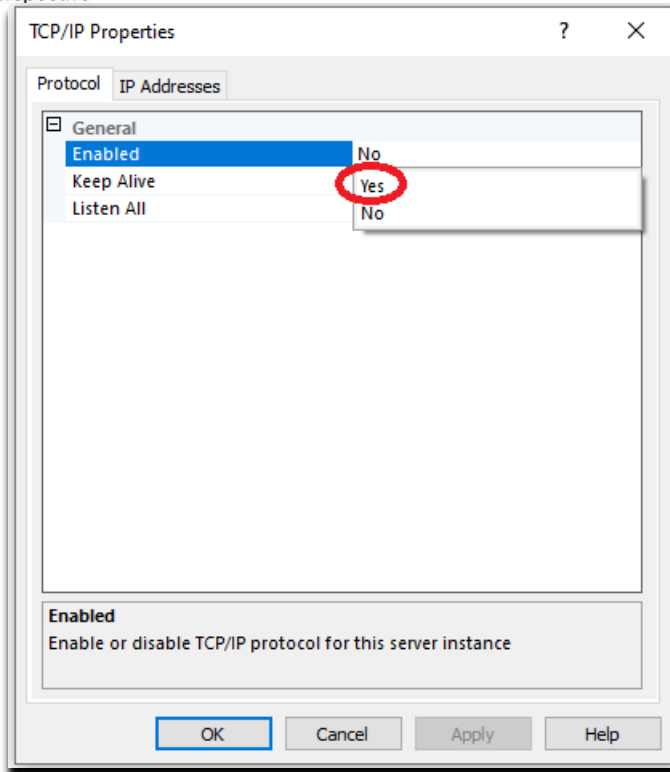 TCP/IP Properties ? ×
Protocol IP Addresses
General
Enabled No
Keep Alive Yes
Listen All No
Enabled
Enable or disable TCP/IP protocol for this server instance
OK Cancel Apply Help